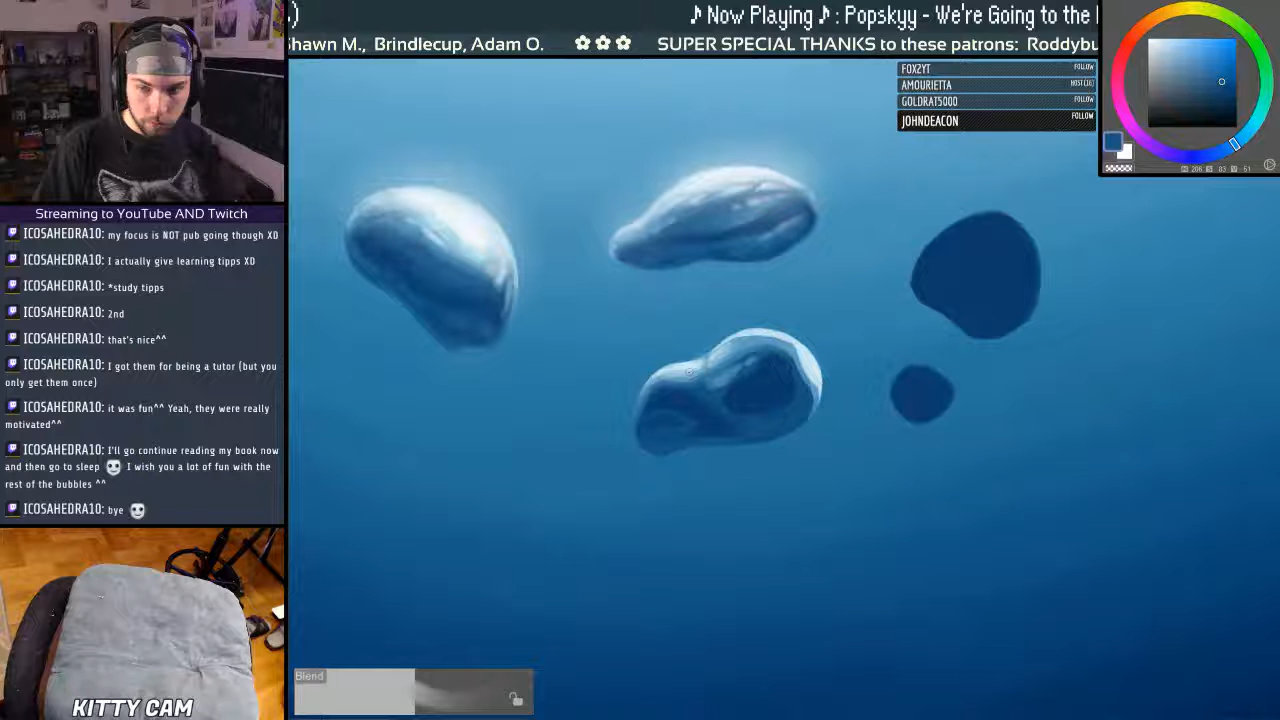 ♪ Now Playing ♪ : Popskyy - We're Going to the
Shawn M., Brindlecup, Adam O. ✿ ✿ ✿ SUPER SPECIAL THANKS to these patrons: Roddybu
FOXZYT FOLLOW
AMOURIETTA HOST [16]
GOLDRAT5000 FOLLOW
JOHNDEACON FOLLOW
Streaming to YouTube AND Twitch
ICOSAHEDRA10: my focus is NOT pub going though XD
ICOSAHEDRA10: I actually give learning tipps XD
ICOSAHEDRA10: *study tipps
ICOSAHEDRA10: 2nd
ICOSAHEDRA10: that's nice^^
ICOSAHEDRA10: I got them for being a tutor (but you
only get them once)
ICOSAHEDRA10: it was fun^^ Yeah, they were really
motivated^^
ICOSAHEDRA10: I'll go continue reading my book now
and then go to sleep I wish you a lot of fun with the
rest of the bubbles ^^
ICOSAHEDRA10: bye
Blend
KITTY CAM